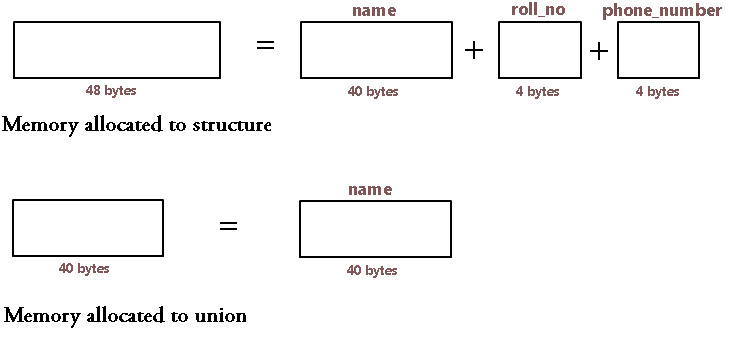 name roll_no phone_number
= + +
48 bytes 40 bytes 4 bytes 4 bytes
Memory allocated to structure
name
=
40 bytes 40 bytes
Memory allocated to union